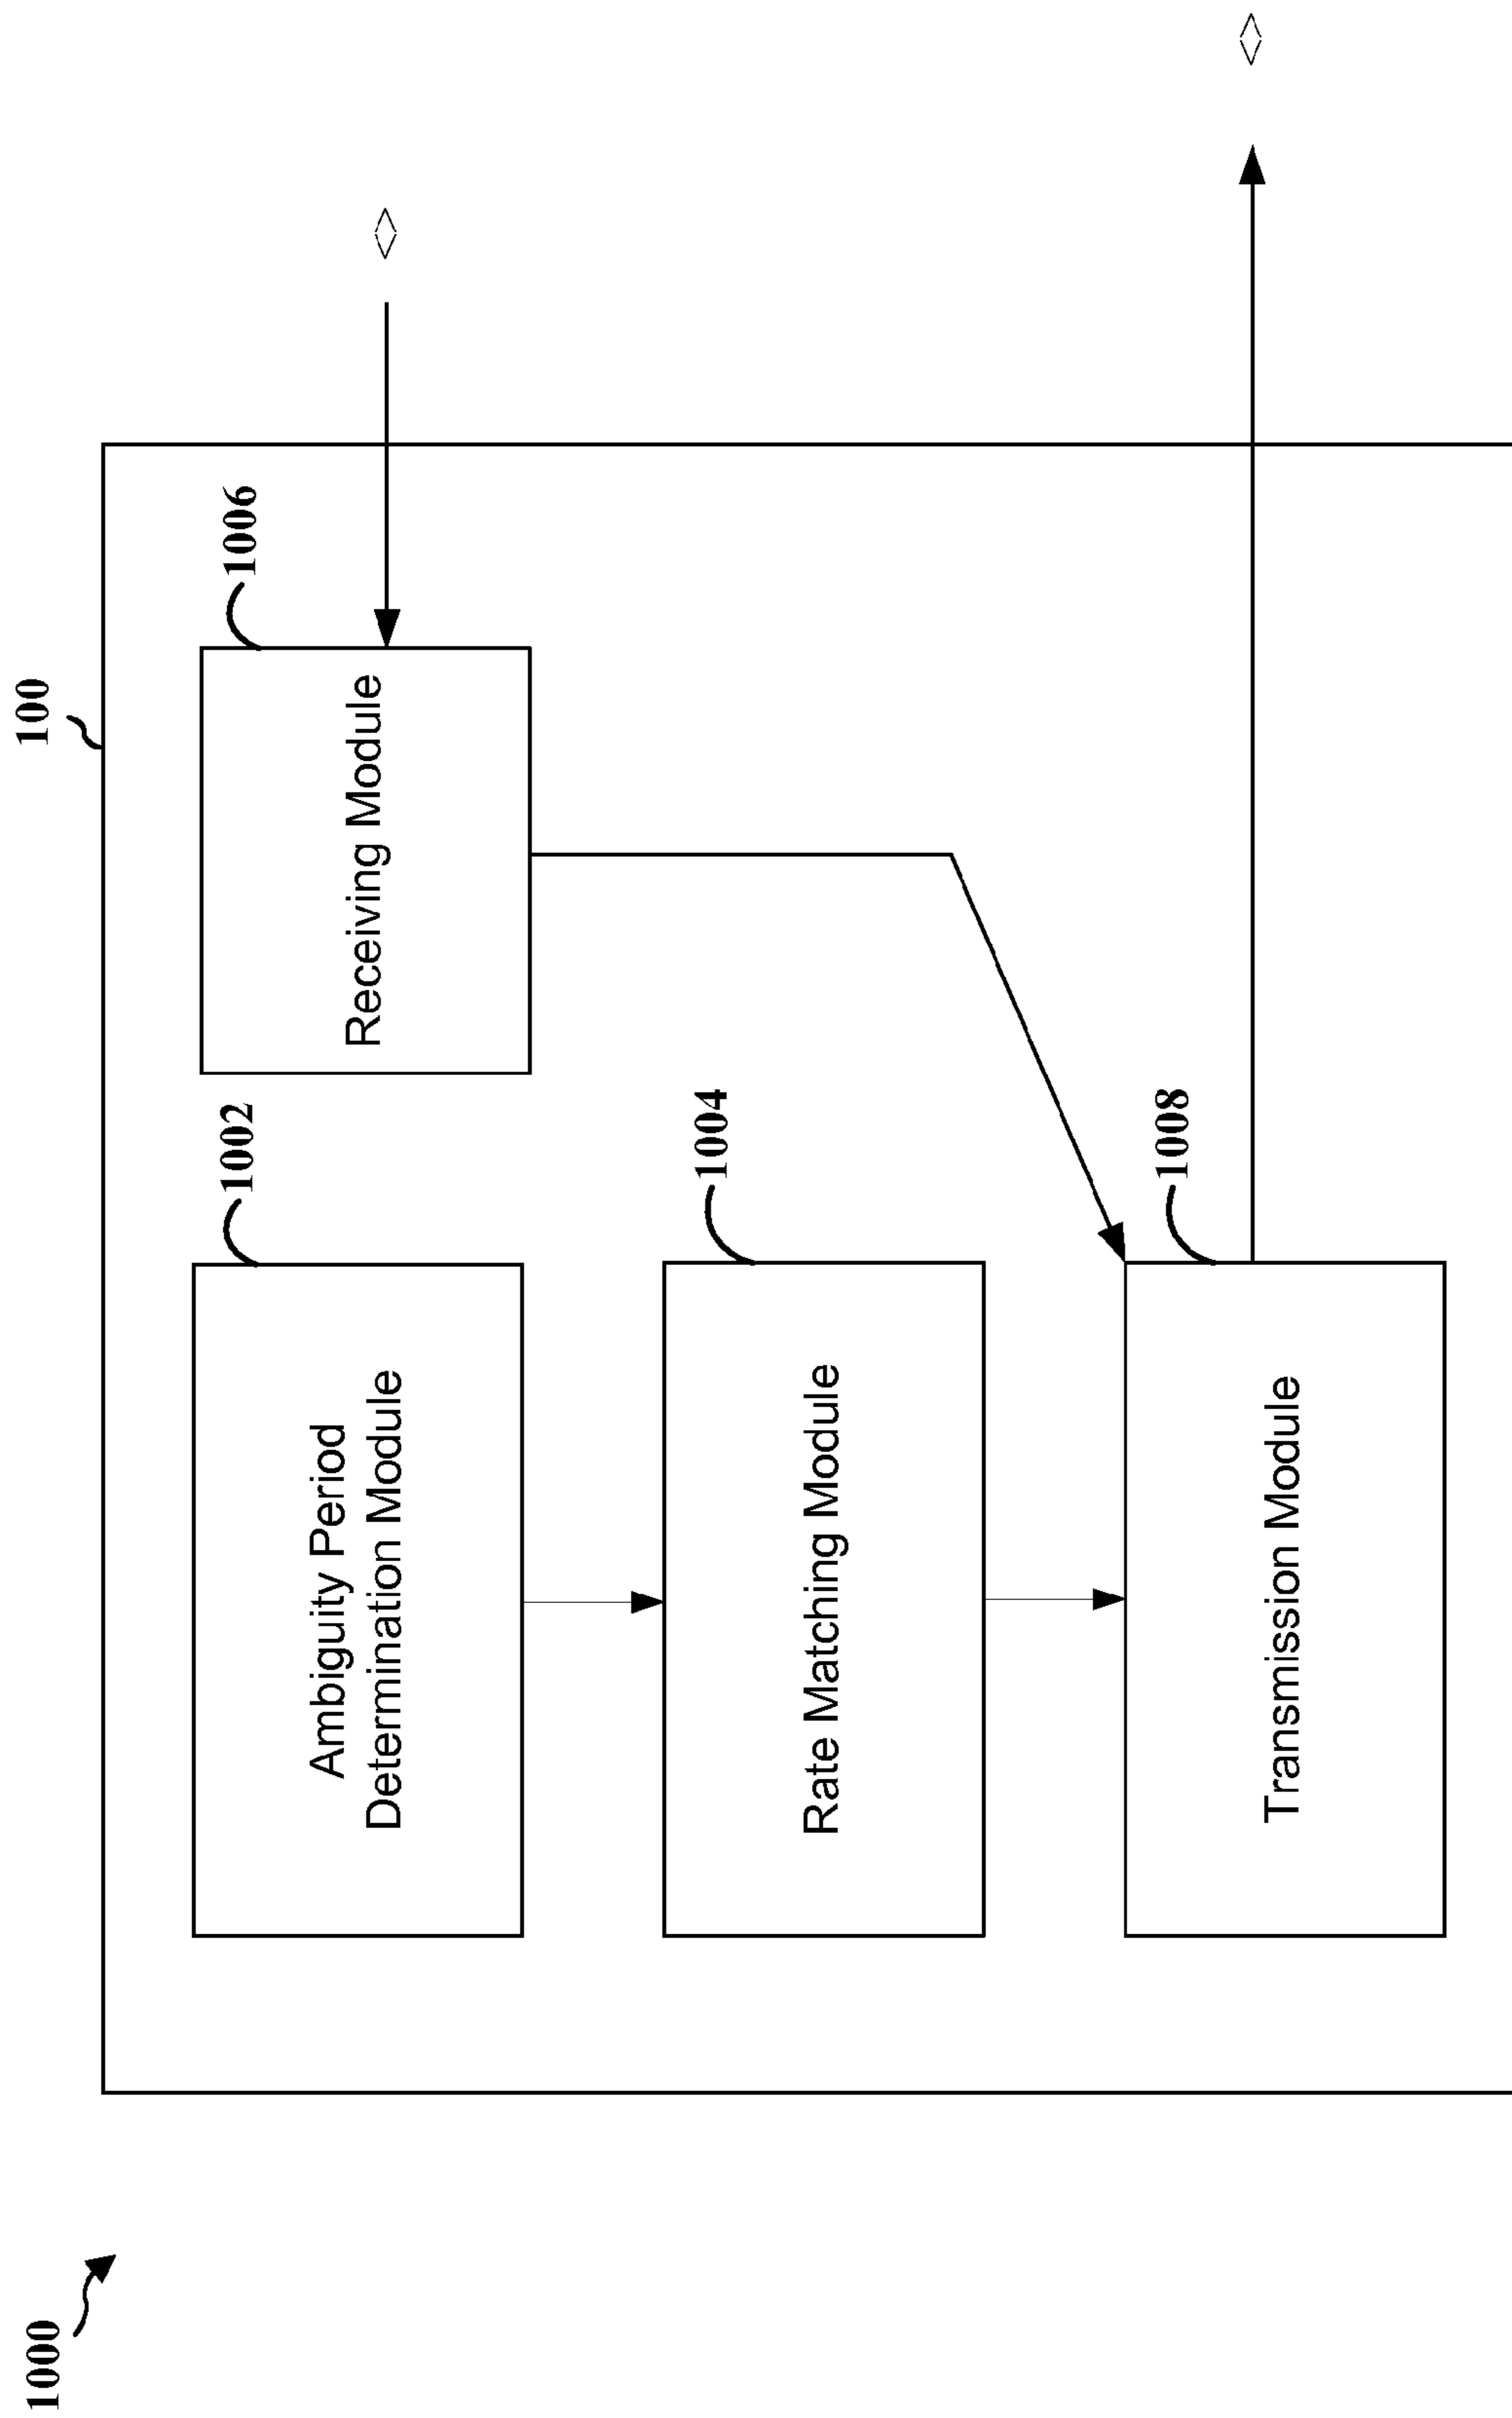 1000
100
1002
Ambiguity Period
Determination Module
1006
Receiving Module
1004
Rate Matching Module
1008
Transmission Module